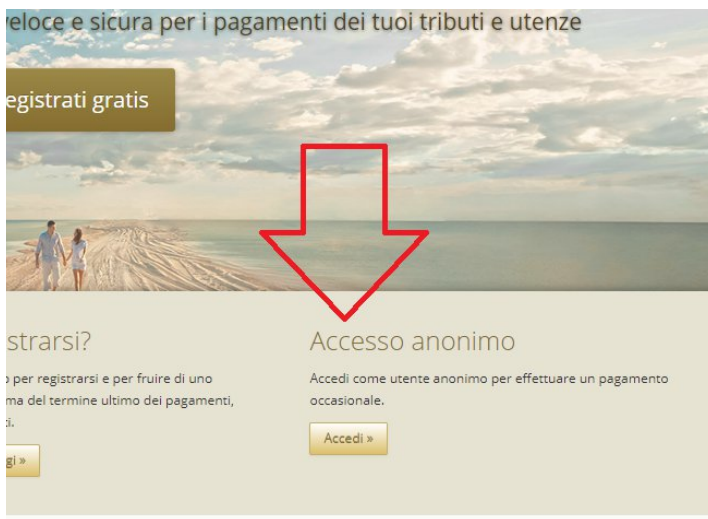 veloce e sicura per i pagamenti dei tuoi tributi e utenze
egistrati gratis
strarsi?
o per registrarsi e per fruire di uno
ma del termine ultimo dei pagamenti,
i.
gi »
Accesso anonimo
Accedi come utente anonimo per effettuare un pagamento
occasionale.
Accedi »